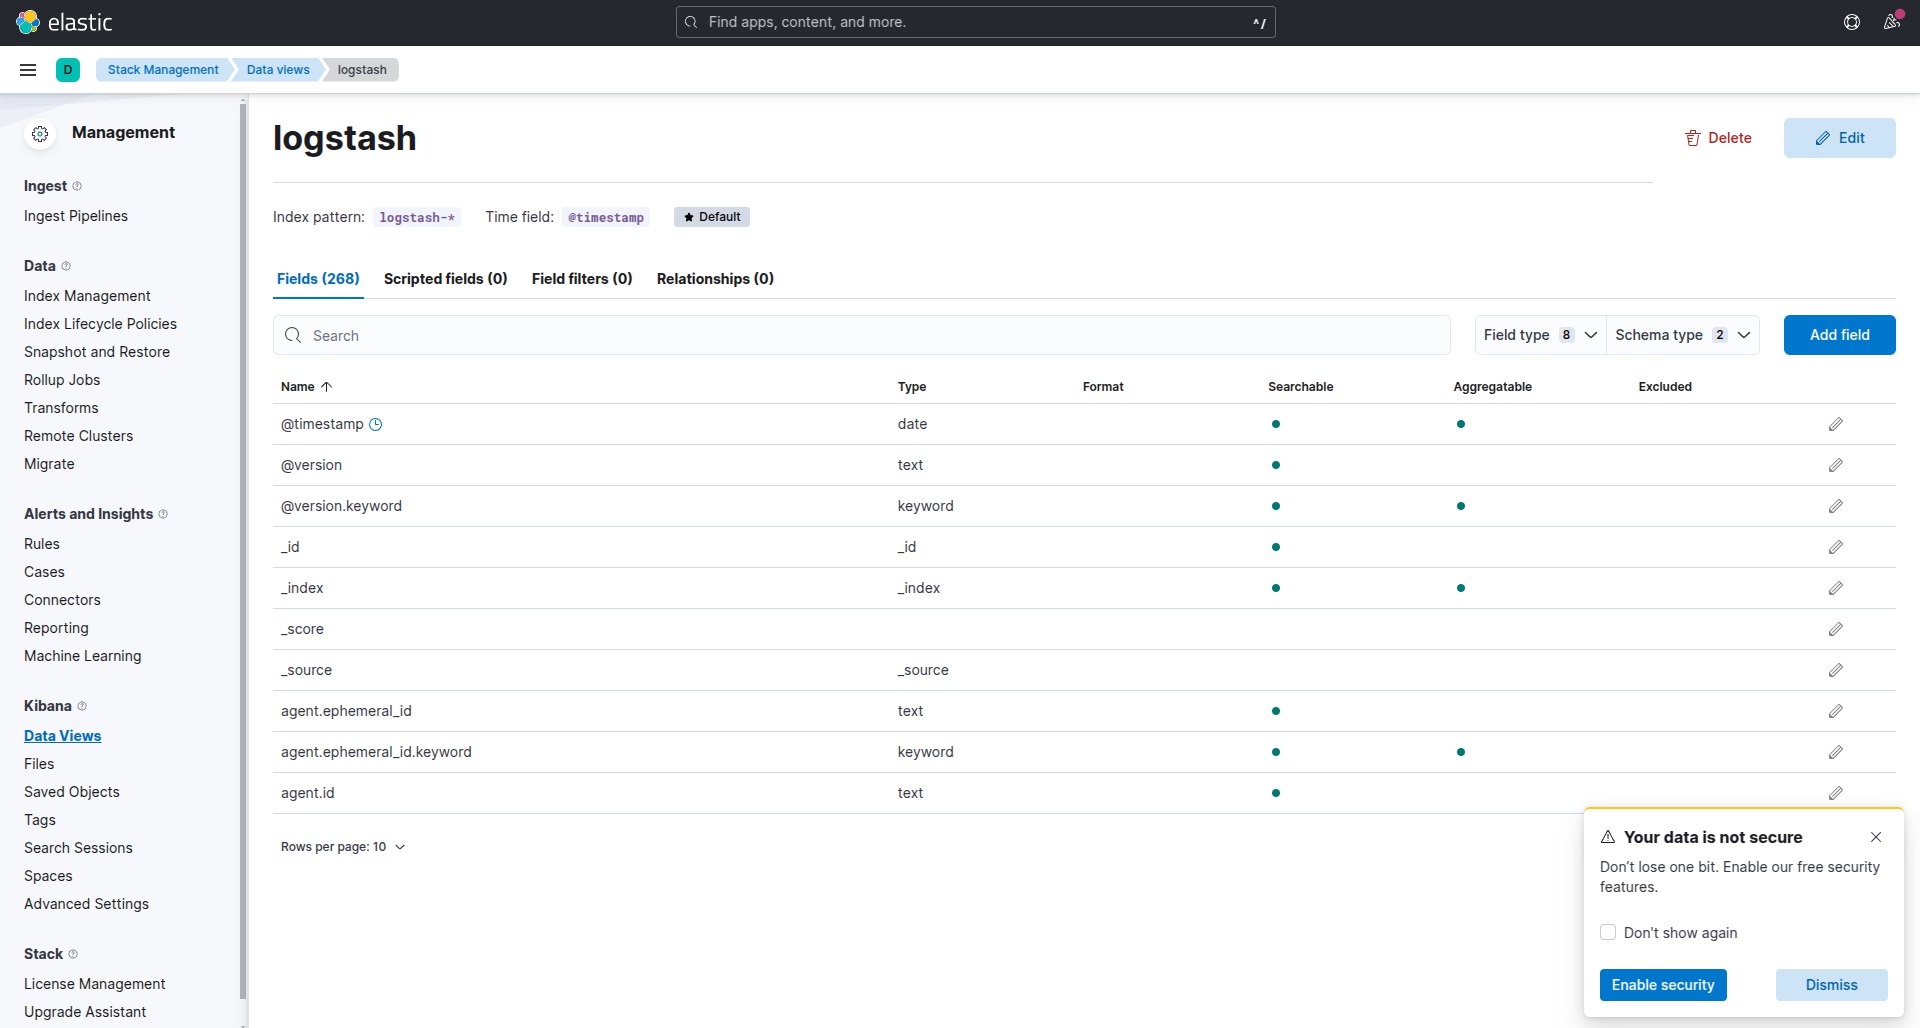 elastic
Find apps, content, and more.
^/
D
Stack Management
Data views
logstash
Management
Ingest
Ingest Pipelines
Data
Index Management
Index Lifecycle Policies
Snapshot and Restore
Rollup Jobs
Transforms
Remote Clusters
Migrate
Alerts and Insights
Rules
Cases
Connectors
Reporting
Machine Learning
Kibana
Data Views
Files
Saved Objects
Tags
Search Sessions
Spaces
Advanced Settings
Stack
License Management
Upgrade Assistant
logstash
Delete
Edit
Index pattern: logstash-* Time field: @timestamp Default
Fields (268) Scripted fields (0) Field filters (0) Relationships (0)
Search
Field type 8
Schema type 2
Add field
Name Type Format Searchable Aggregatable Excluded
@timestamp date
@version text
@version.keyword keyword
_id _id
_index _index
_score
_source _source
agent.ephemeral_id text
agent.ephemeral_id.keyword keyword
agent.id text
Rows per page: 10
Your data is not secure
Don’t lose one bit. Enable our free security
features.
Don't show again
Enable security
Dismiss